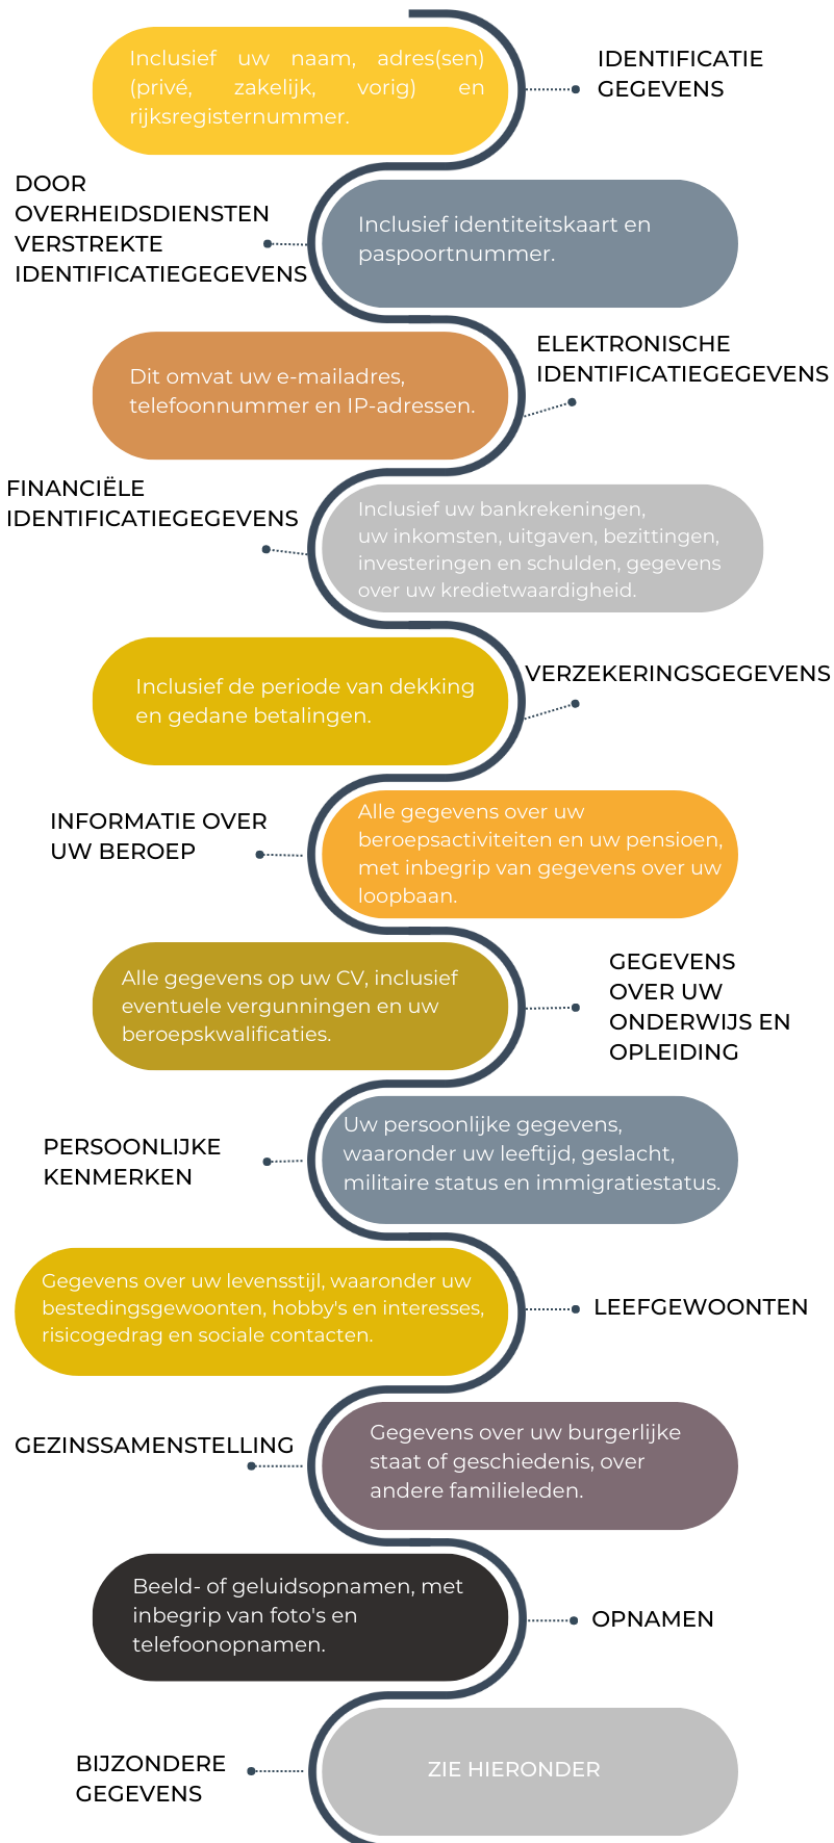 Inclusief uw naam, adres(sen)
(privé, zakelijk, vorig) en
rijksregisternummer.
IDENTIFICATIE
GEGEVENS
DOOR
OVERHEIDSDIENSTEN
VERSTREKTE
IDENTIFICATIEGEGEVENS
Inclusief identiteitskaart en
paspoortnummer.
Dit omvat uw e-mailadres,
telefoonnummer en IP-adressen.
ELEKTRONISCHE
IDENTIFICATIEGEGEVENS
FINANCIËLE
IDENTIFICATIEGEGEVENS
Inclusief uw bankrekeningen,
uw inkomsten, uitgaven, bezittingen,
investeringen en schulden, gegevens
over uw kredietwaardigheid.
Inclusief de periode van dekking
en gedane betalingen.
VERZEKERINGSGEGEVENS
INFORMATIE OVER
UW BEROEP
Alle gegevens over uw
beroepsactiviteiten en uw pensioen,
met inbegrip van gegevens over uw
loopbaan.
Alle gegevens op uw CV, inclusief
eventuele vergunningen en uw
beroepskwalificaties.
GEGEVENS
OVER UW
ONDERWIJS EN
OPLEIDING
PERSOONLIJKE
KENMERKEN
Uw persoonlijke gegevens,
waaronder uw leeftijd, geslacht,
militaire status en immigratiestatus.
Gegevens over uw levensstijl, waaronder uw
bestedingsgewoonten, hobby's en interesses,
risicogedrag en sociale contacten.
LEEFGEWOONTEN
GEZINSSAMENSTELLING
Gegevens over uw burgerlijke
staat of geschiedenis, over
andere familieleden.
Beeld- of geluidsopnamen, met
inbegrip van foto's en
telefoonopnamen.
OPNAMEN
BIJZONDERE
GEGEVENS
ZIE HIERONDER